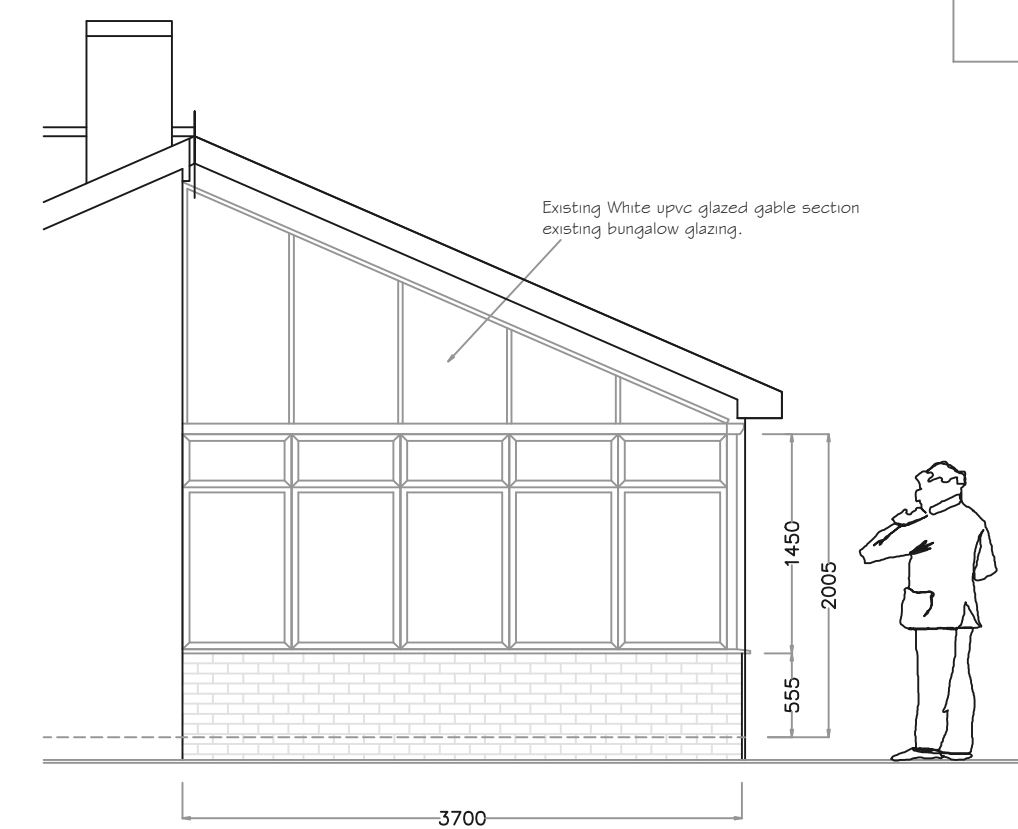 Existing White upvc glazed gable section
existing bungalow glazing.
1450
2005
555
3700